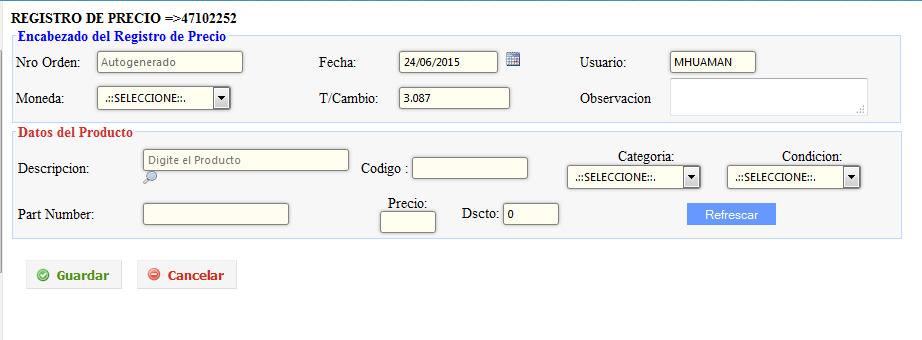 REGISTRO DE PRECIO =>47102252
Encabezado del Registro de Precio
Nro Orden: Autogenerado Fecha: 24/06/2015 Usuario: MHUAMAN
Moneda: .::SELECCIONE::. T/Cambio: 3.087 Observacion
Datos del Producto
Descripcion: Digite el Producto Codigo : Categoria: .::SELECCIONE::. Condicion: .::SELECCIONE::.
Part Number: Precio: Dscto: 0 Refrescar
Guardar Cancelar